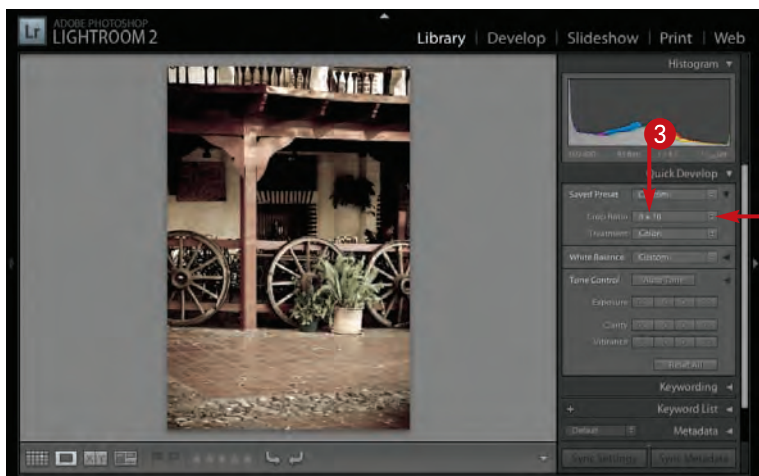 Lr ADOBE PHOTOSHOP
LIGHTROOM 2
Library | Develop | Slideshow | Print | Web
Histogram
3
Quick Develop
Saved Preset Custom
Crop Ratio 8 x 10
Treatment Color
White Balance Custom
Tone Control Auto Tone
Exposure
Clarity
Vibrance
Reset All
Keywording
+ Keyword List
Default Metadata
XY
Sync Settings Sync Metadata